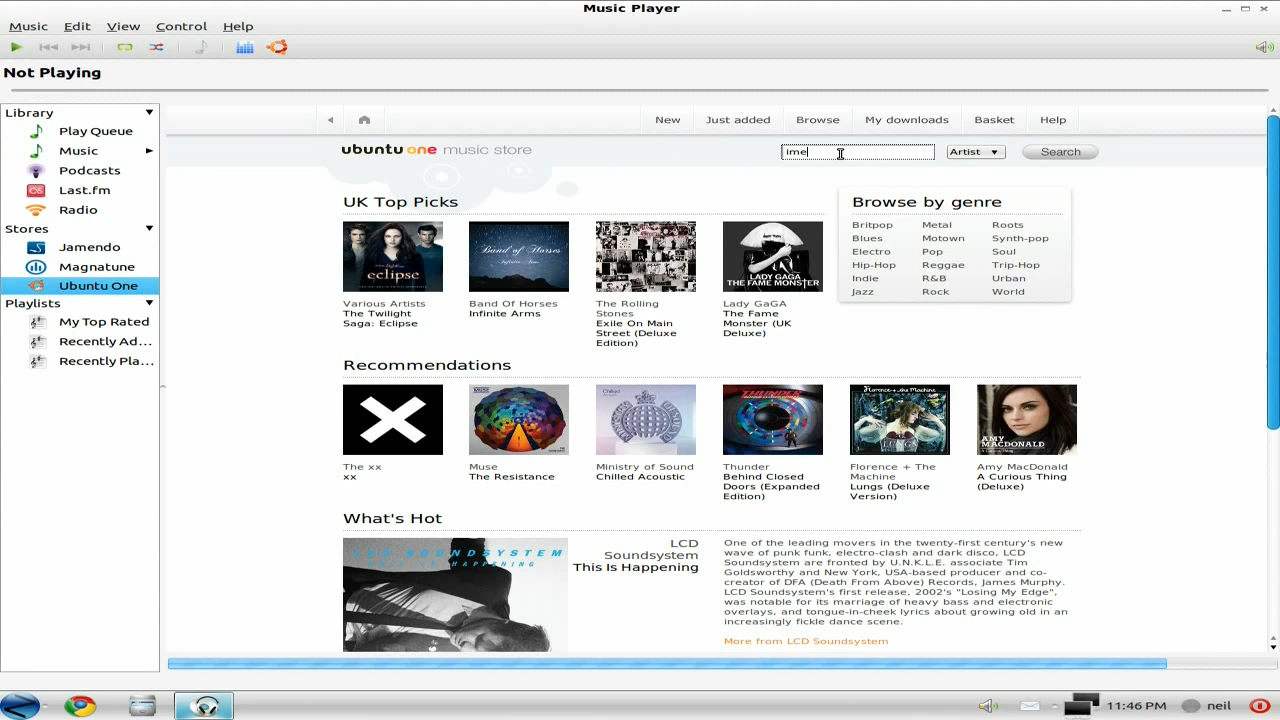 Music Player
Music Edit View Control Help
Not Playing
Library
Play Queue
Music
Podcasts
Last.fm
Radio
Stores
Jamendo
Magnatune
Ubuntu One
Playlists
My Top Rated
Recently Ad...
Recently Pla...
New Just added Browse My downloads Basket Help
ubuntu one music store
ime Artist Search
UK Top Picks
eclipse
Band of Horses
LADY GAGA
THE FAME MONSTER
Various Artists
The Twilight
Saga: Eclipse
Band Of Horses
Infinite Arms
The Rolling
Stones
Exile On Main
Street (Deluxe
Edition)
Lady GaGA
The Fame
Monster (UK
Deluxe)
Browse by genre
Britpop Metal Roots
Blues Motown Synth-pop
Electro Pop Soul
Hip-Hop Reggae Trip-Hop
Indie R&B Urban
Jazz Rock World
Recommendations
THUNDER
Florence + the Machine
LUNGS
AMY
MACDONALD
The xx
xx
Muse
The Resistance
Ministry of Sound
Chilled Acoustic
Thunder
Behind Closed
Doors (Expanded
Edition)
Florence + The
Machine
Lungs (Deluxe
Version)
Amy MacDonald
A Curious Thing
(Deluxe)
What's Hot
LCD SOUNDSYSTEM
THIS IS HAPPENING
LCD
Soundsystem
This Is Happening
One of the leading movers in the twenty-first century's new
wave of punk funk, electro-clash and dark disco, LCD
Soundsystem are fronted by U.N.K.L.E. associate Tim
Goldsworthy and New York, USA-based producer and co-
creator of DFA (Death From Above) Records, James Murphy.
LCD Soundsystem's first release, 2002's "Losing My Edge",
was notable for its marriage of heavy bass and electronic
overlays, and tongue-in-cheek lyrics about growing old in an
increasingly fickle dance scene.
More from LCD Soundsystem
11:46 PM neil